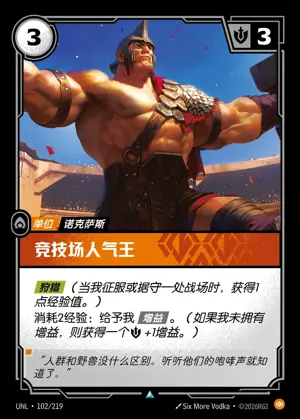 3
3
单位 诺克萨斯
竞技场人气王
狩猎（当我征服或据守一处战场时，获得1
点经验值。）
消耗2经验：给予我 增益 。（如果我未拥有
增益，则获得一个 +1增益。）
“人群和野兽没什么区别。听听他们的咆哮声就知
道了。”
UNL • 102/219
Six More Vodka • ©2026RGI